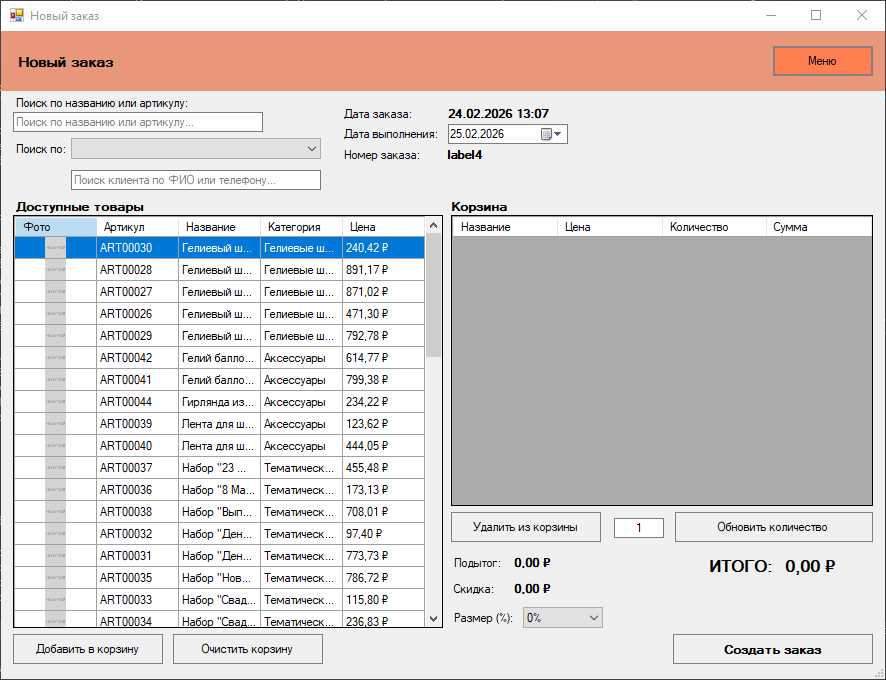 Новый заказ
Новый заказ
Меню
Поиск по названию или артикулу:
Поиск по названию или артикулу...
Поиск по:
Поиск клиента по ФИО или телефону...
Дата заказа: 24.02.2026 13:07
Дата выполнения: 25.02.2026
Номер заказа: label4
Доступные товары
Фото Артикул Название Категория Цена
ART00030 Гелиевый ш... Гелиевые ш... 240,42 ₽
ART00028 Гелиевый ш... Гелиевые ш... 891,17 ₽
ART00027 Гелиевый ш... Гелиевые ш... 871,02 ₽
ART00026 Гелиевый ш... Гелиевые ш... 471,30 ₽
ART00029 Гелиевый ш... Гелиевые ш... 792,78 ₽
ART00042 Гелий балло... Аксессуары 614,77 ₽
ART00041 Гелий балло... Аксессуары 799,38 ₽
ART00044 Гирлянда из... Аксессуары 234,22 ₽
ART00039 Лента для ш... Аксессуары 123,62 ₽
ART00040 Лента для ш... Аксессуары 444,05 ₽
ART00037 Набор "23 ... Тематическ... 455,48 ₽
ART00036 Набор "8 Ма... Тематическ... 173,13 ₽
ART00038 Набор "Вып... Тематическ... 708,01 ₽
ART00032 Набор "Ден... Тематическ... 97,40 ₽
ART00031 Набор "Ден... Тематическ... 773,73 ₽
ART00035 Набор "Нов... Тематическ... 786,72 ₽
ART00033 Набор "Свад... Тематическ... 115,80 ₽
ART00034 Набор "Свад... Тематическ... 236,83 ₽
Добавить в корзину
Очистить корзину
Корзина
Название Цена Количество Сумма
Удалить из корзины
1
Обновить количество
Подытог: 0,00 ₽
Скидка: 0,00 ₽
Размер (%): 0%
ИТОГО: 0,00 ₽
Создать заказ